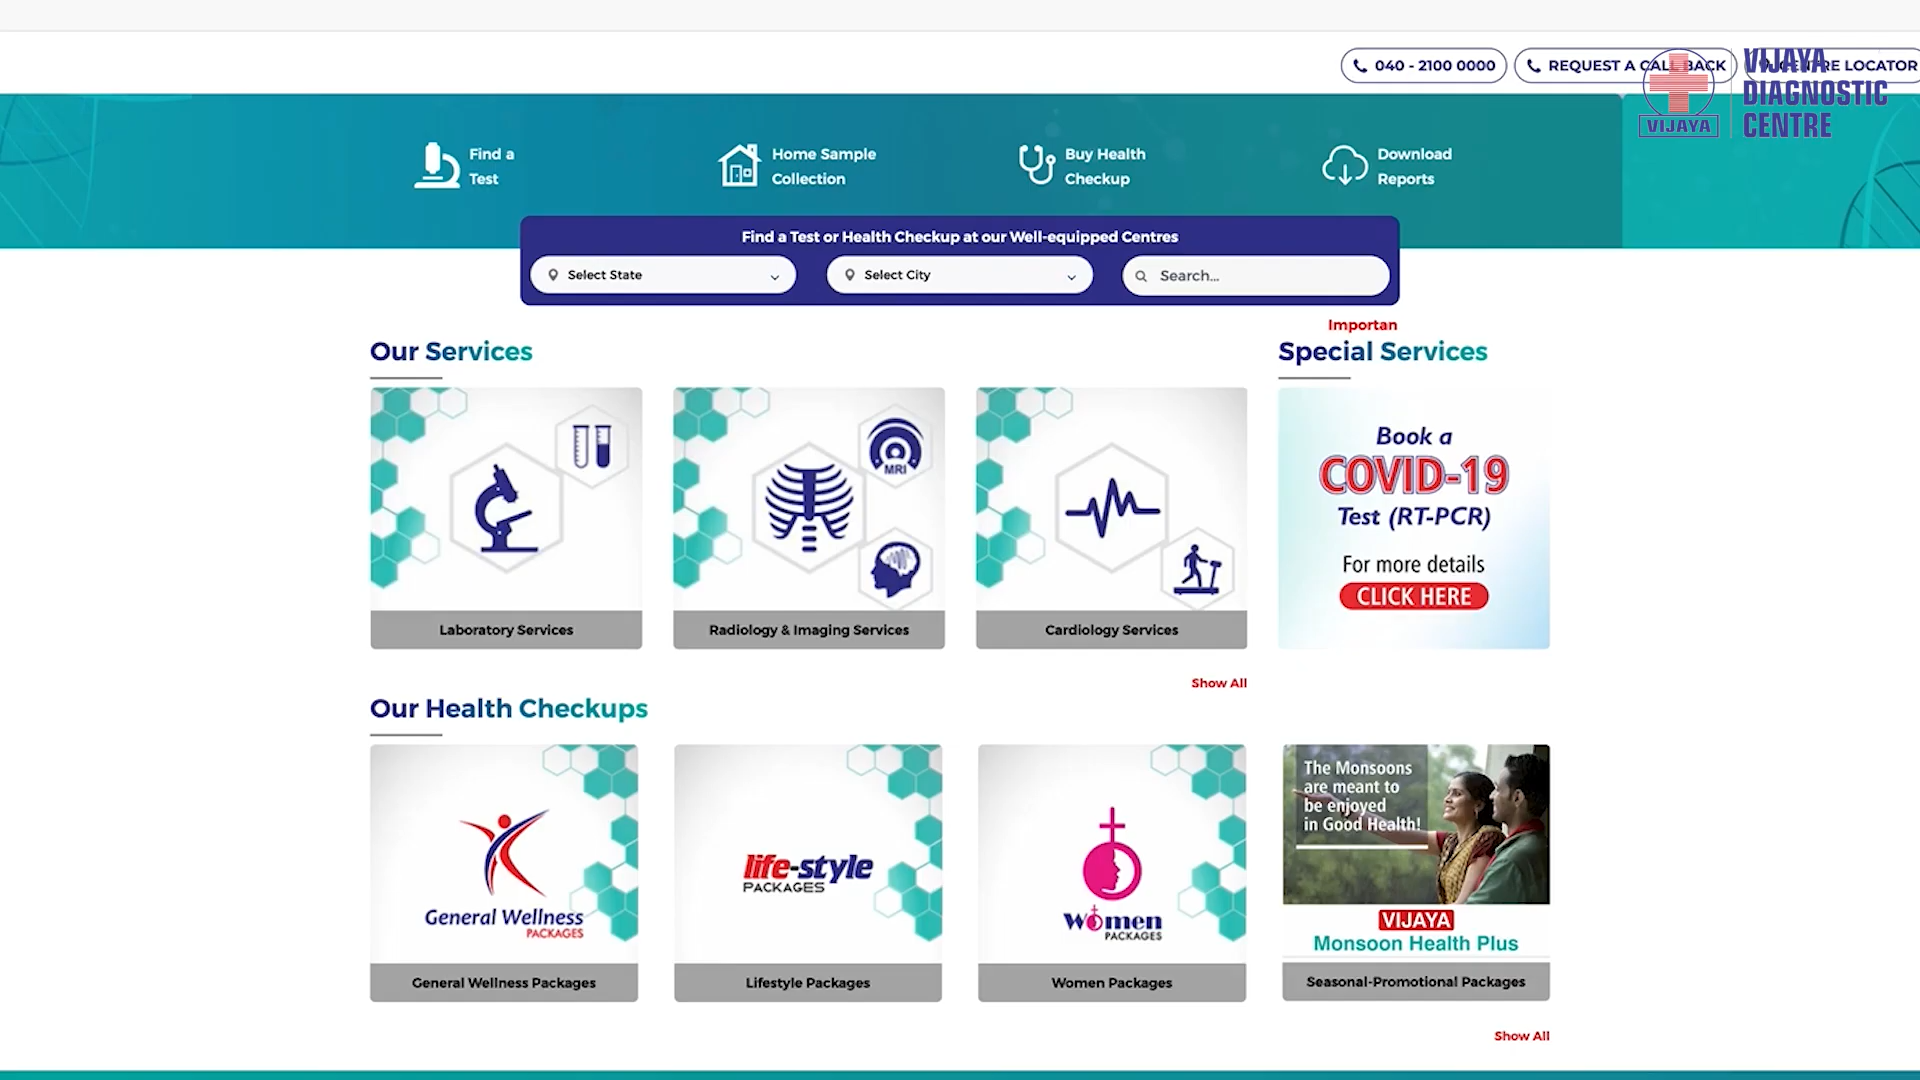 040 - 2100 0000
REQUEST A CALL BACK
CENTRE LOCATOR
VIJAYA
VIJAYA
DIAGNOSTIC
CENTRE
Find a
Test
Home Sample
Collection
Buy Health
Checkup
Download
Reports
Find a Test or Health Checkup at our Well-equipped Centres
Select State
Select City
Search...
Importan
Our Services
Special Services
MRI
Book a
COVID-19
Test (RT-PCR)
For more details
CLICK HERE
Laboratory Services
Radiology & Imaging Services
Cardiology Services
Show All
Our Health Checkups
General Wellness
PACKAGES
General Wellness Packages
life-style
PACKAGES
Lifestyle Packages
Women
PACKAGES
Women Packages
The Monsoons
are meant to
be enjoyed
in Good Health!
VIJAYA
Monsoon Health Plus
Seasonal-Promotional Packages
Show All